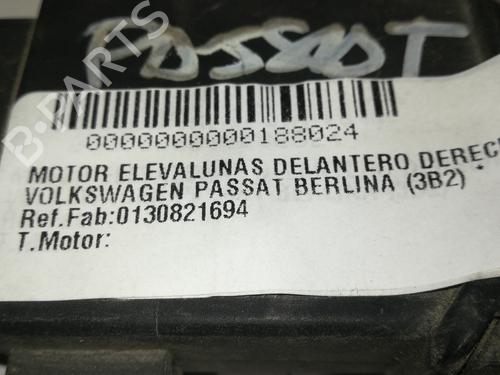 PASSAT
0000000000188024
MOTOR ELEVALUNAS DELANTERO DEREC
VOLKSWAGEN PASSAT BERLINA (3B2) *
Ref.Fab:0130821694
T.Motor:
B-PARTS